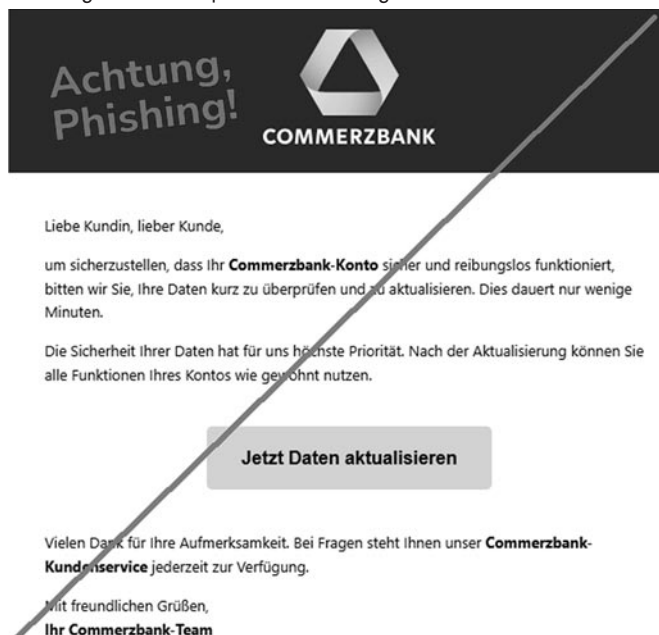 Achtung,
Phishing!
COMMERZBANK
Liebe Kundin, lieber Kunde,
um sicherzustellen, dass Ihr Commerzbank-Konto sicher und reibungslos funktioniert,
bitten wir Sie, Ihre Daten kurz zu überprüfen und zu aktualisieren. Dies dauert nur wenige
Minuten.
Die Sicherheit Ihrer Daten hat für uns höchste Priorität. Nach der Aktualisierung können Sie
alle Funktionen Ihres Kontos wie gewohnt nutzen.
Jetzt Daten aktualisieren
Vielen Dank für Ihre Aufmerksamkeit. Bei Fragen steht Ihnen unser Commerzbank-
Kundenservice jederzeit zur Verfügung.
Mit freundlichen Grüßen,
Ihr Commerzbank-Team